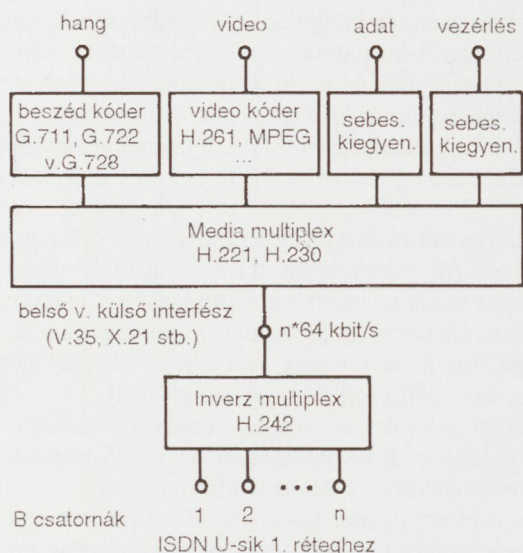 hang video adat vezérlés
beszéd kóder
G.711, G.722
v.G.728
video kóder
H.261, MPEG
...
sebes.
kiegyen.
sebes.
kiegyen.
Media multiplex
H.221, H.230
belső v. külső interfész
(V.35, X.21 stb.)
n*64 kbit/s
Inverz multiplex
H.242
B csatornák 1 2 ••• n
ISDN U-sik 1. réteghez